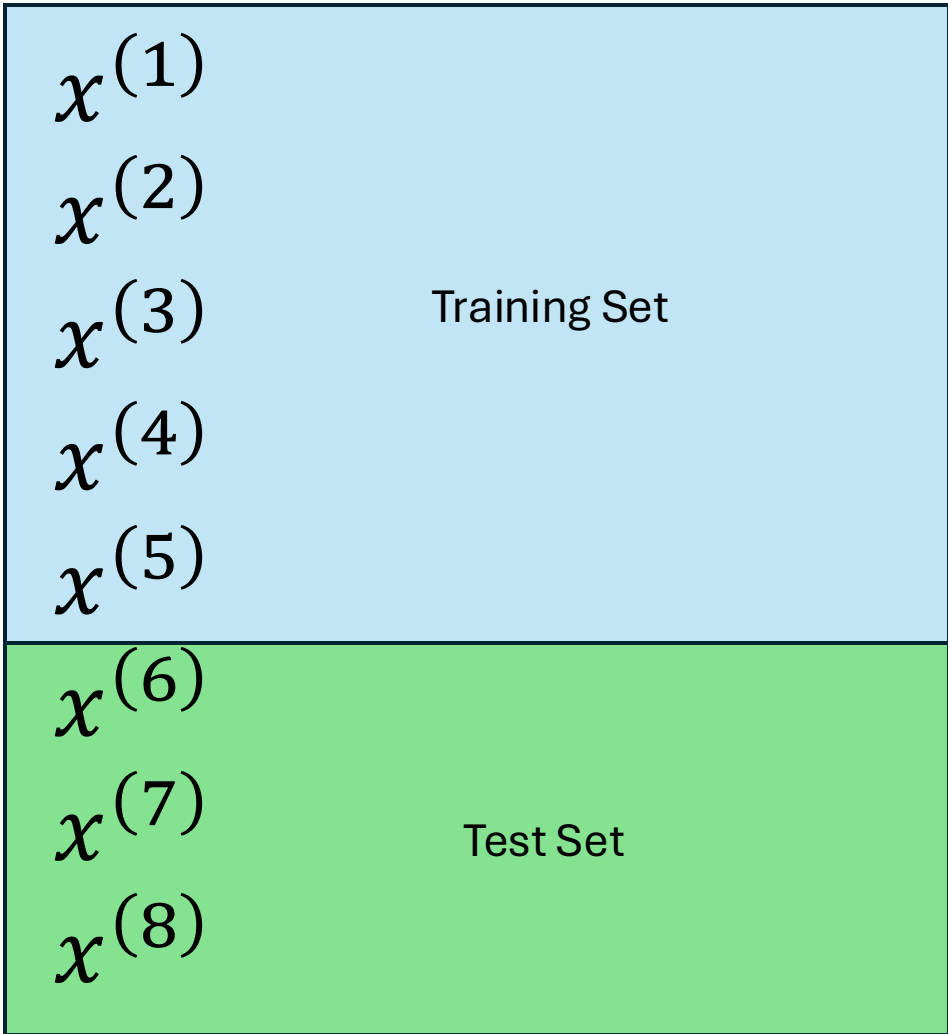 x^(1)
x^(2)
x^(3)
Training Set
x^(4)
x^(5)
x^(6)
x^(7)
Test Set
x^(8)